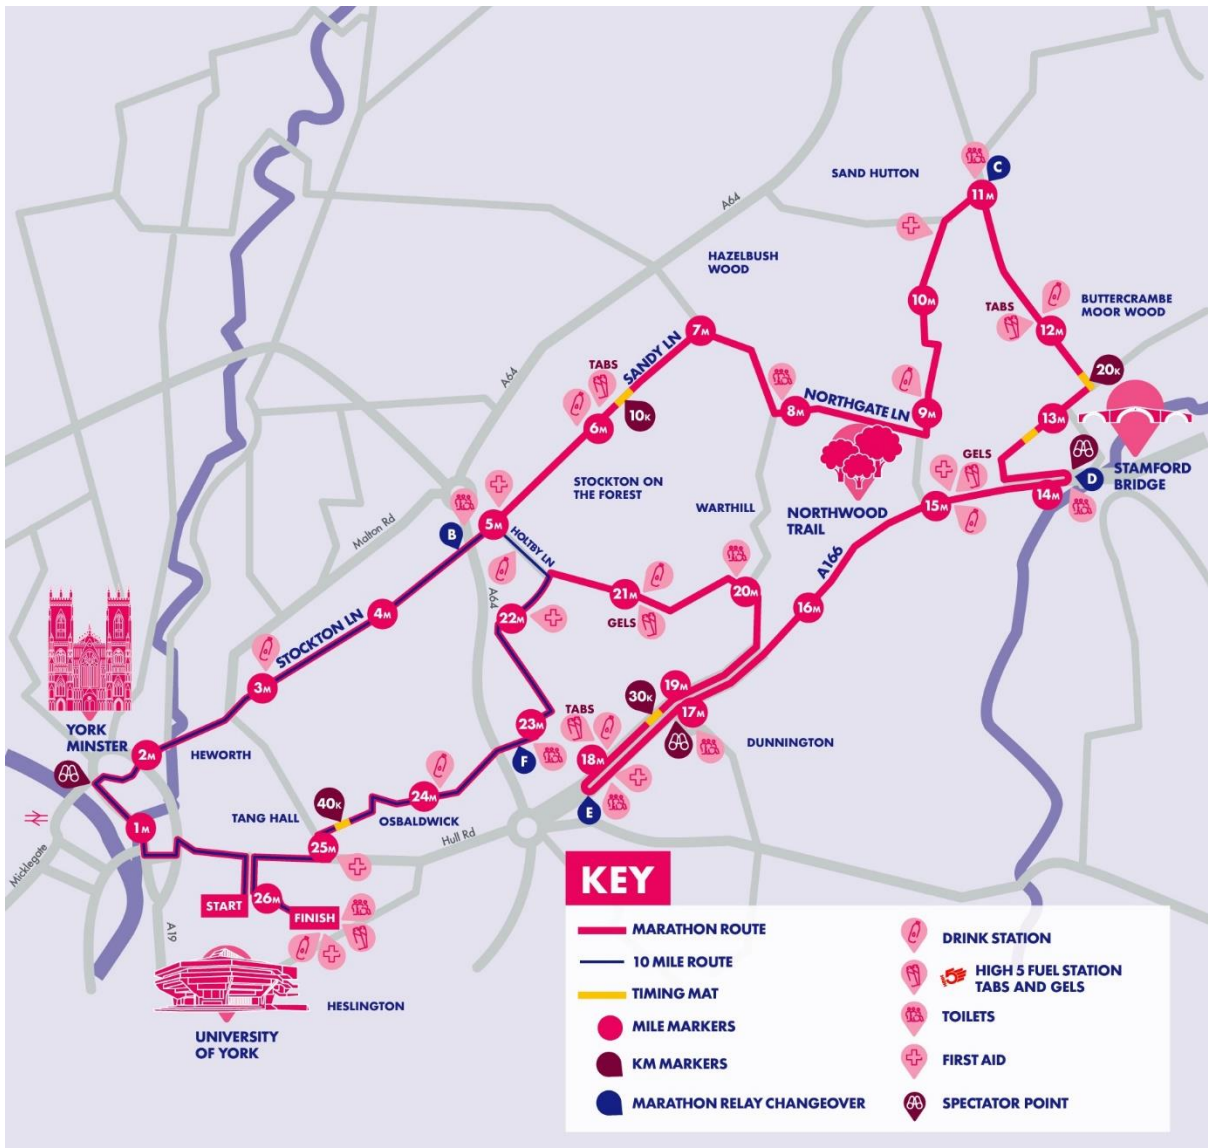 SAND HUTTON
C
11M
A64
HAZELBUSH
WOOD
10M
TABS
12M
BUTTERCRAMBE
MOOR WOOD
7M
SANDY LN
TABS
20K
A64
10K
6M
8M
NORTHGATE LN
9M
13M
STOCKTON ON
THE FOREST
GELS
STAMFORD
BRIDGE
D
14M
NORTHWOOD
TRAIL
15M
WARTHILL
Malton Rd
B
5M
HOLTBY LN
A166
A64
21M
GELS
20M
16M
4M
STOCKTON LN
22M
3M
YORK
MINSTER
2M
HEWORTH
30K
19M
17M
TABS
23M
F
18M
E
DUNNINGTON
24M
40K
TANG HALL
OSBALDWICK
Hull Rd
1M
25M
Micklegate
START
26M
FINISH
A19
HESLINGTON
UNIVERSITY
OF YORK
KEY
MARATHON ROUTE
10 MILE ROUTE
TIMING MAT
MILE MARKERS
KM MARKERS
MARATHON RELAY CHANGEOVER
DRINK STATION
5 HIGH 5 FUEL STATION
TABS AND GELS
TOILETS
FIRST AID
SPECTATOR POINT